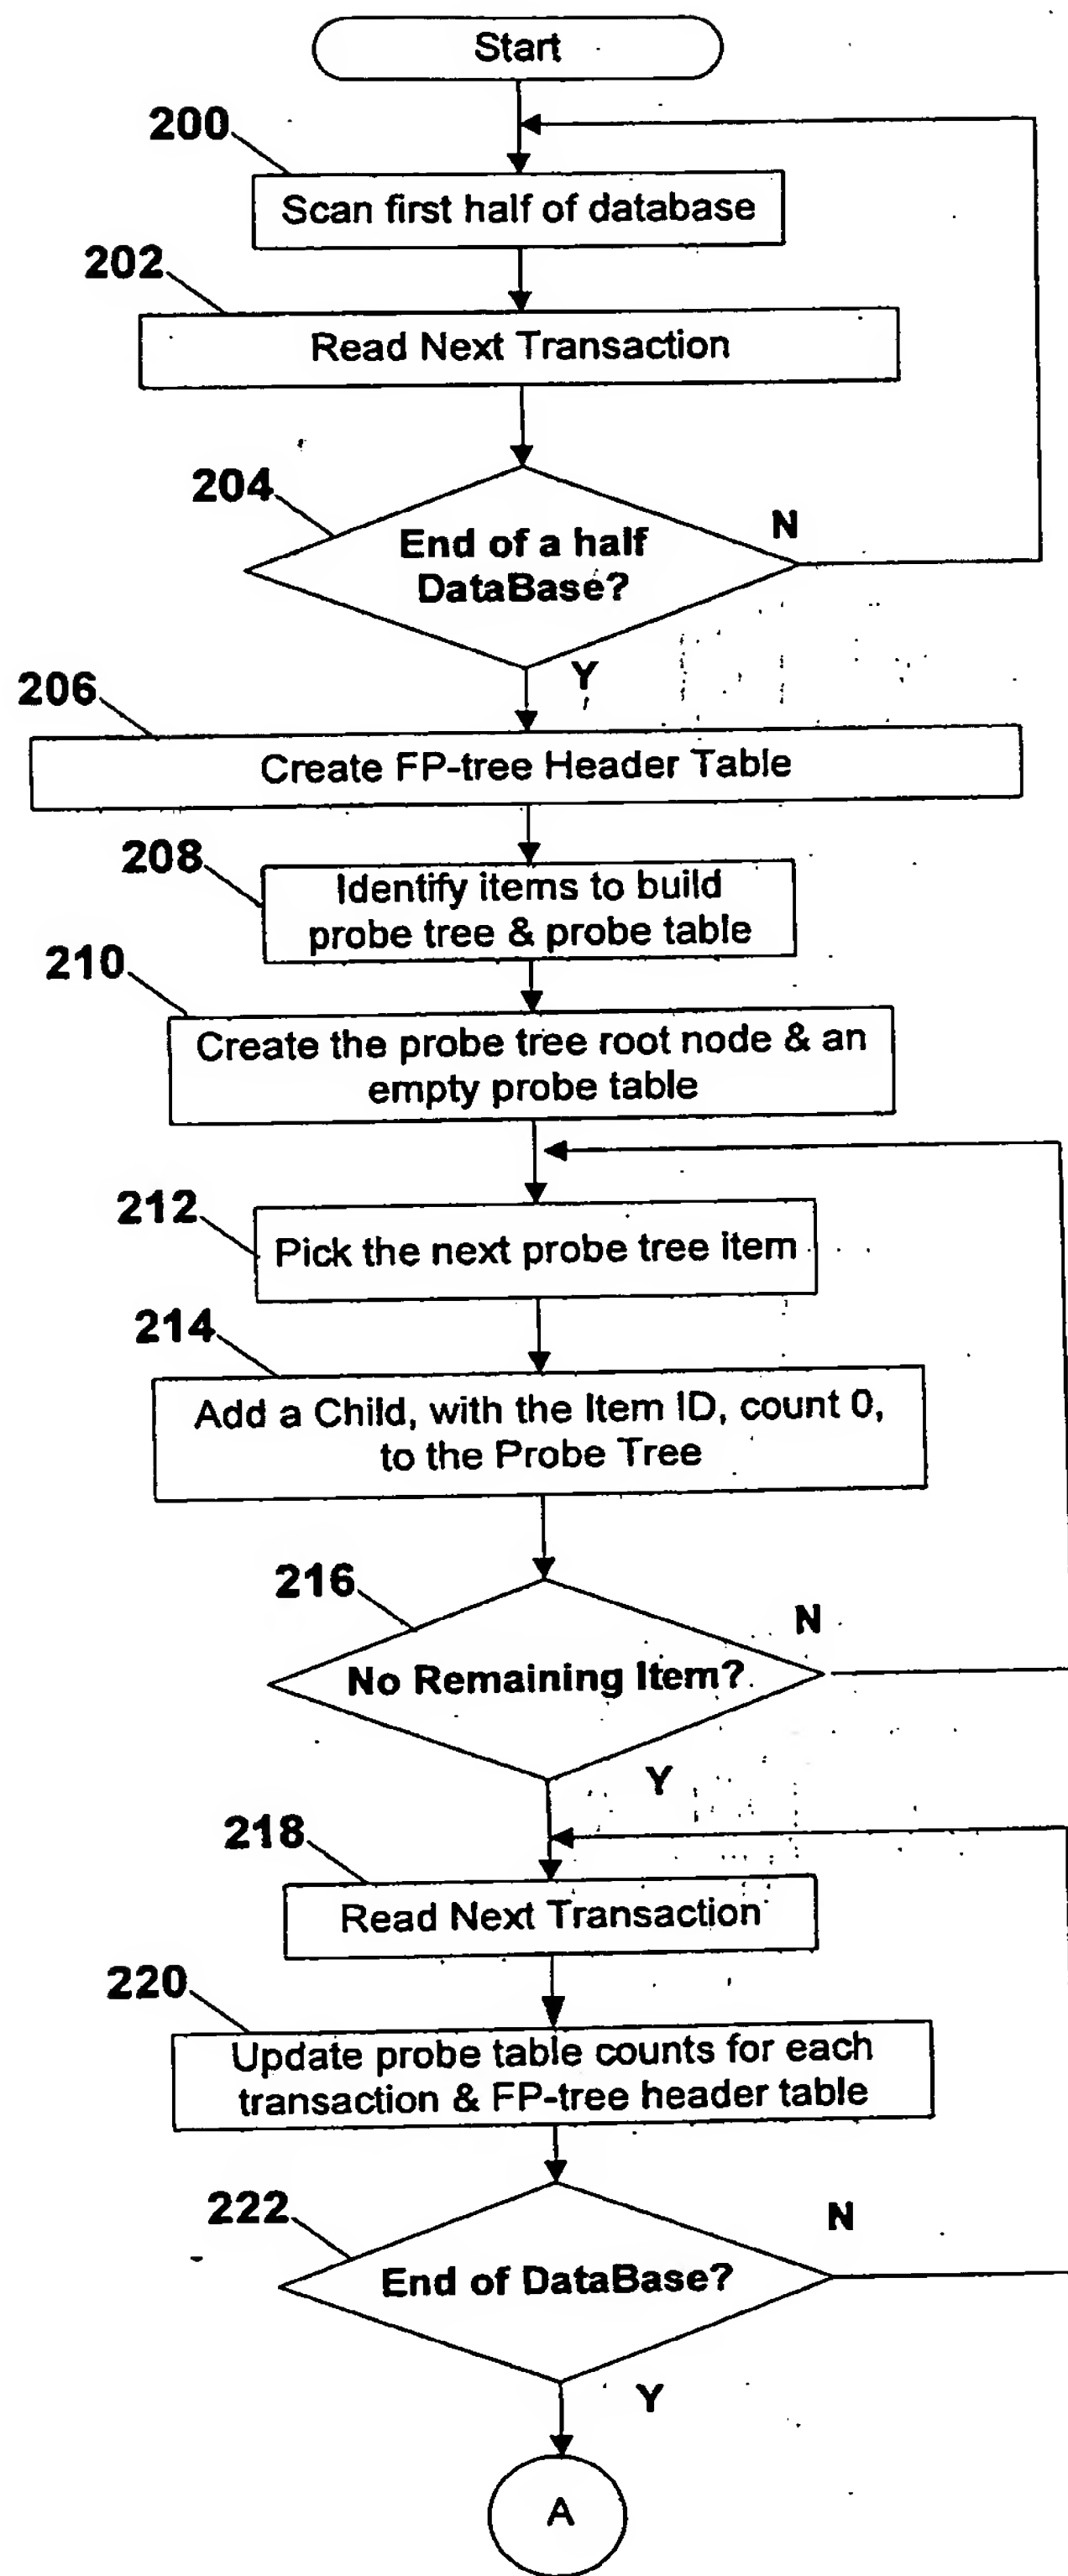 Start
200
Scan first half of database
202
Read Next Transaction
204
End of a half
DataBase?
N
Y
206
Create FP-tree Header Table
208
Identify items to build
probe tree & probe table
210
Create the probe tree root node & an
empty probe table
212
Pick the next probe tree item
214
Add a Child, with the Item ID, count 0,
to the Probe Tree
216
No Remaining Item?
N
Y
218
Read Next Transaction
220
Update probe table counts for each
transaction & FP-tree header table
222
End of DataBase?
N
Y
A